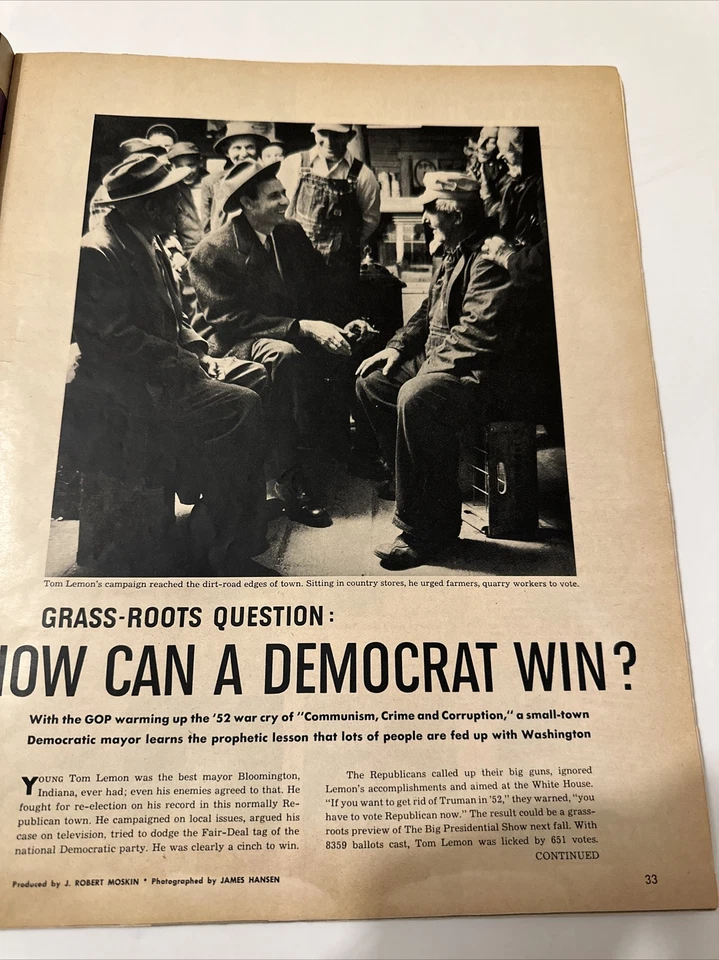 Tom Lemon's campaign reached the dirt-road edges of town. Sitting in country stores, he urged farmers, quarry workers to vote.
GRASS-ROOTS QUESTION:
HOW CAN A DEMOCRAT WIN?
With the GOP warming up the '52 war cry of "Communism, Crime and Corruption," a small-town
Democratic mayor learns the prophetic lesson that lots of people are fed up with Washington
YOUNG Tom Lemon was the best mayor Bloomington,
Indiana, ever had; even his enemies agreed to that. He
fought for re-election on his record in this normally Re-
publican town. He campaigned on local issues, argued his
case on television, tried to dodge the Fair-Deal tag of the
national Democratic party. He was clearly a cinch to win.
The Republicans called up their big guns, ignored
Lemon's accomplishments and aimed at the White House.
"If you want to get rid of Truman in '52," they warned, "you
have to vote Republican now." The result could be a grass-
roots preview of The Big Presidential Show next fall. With
8359 ballots cast, Tom Lemon was licked by 651 votes.
CONTINUED
Produced by J. ROBERT MOSKIN * Photographed by JAMES HANSEN
33